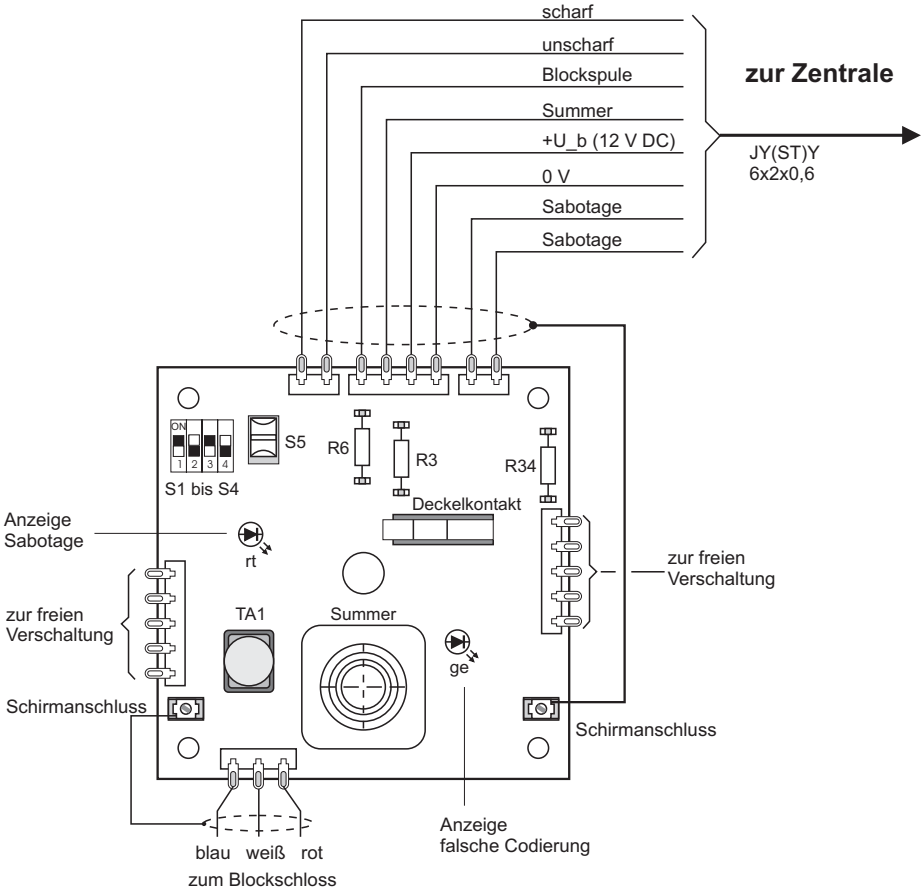 scharf
unscharf
Blockspule
Summer
+U_b (12 V DC)
0 V
Sabotage
Sabotage
zur Zentrale
JY(ST)Y
6x2x0,6
ON
1 2 3 4
S1 bis S4
S5
R6
R3
R34
Deckelkontakt
Anzeige
Sabotage
rt
zur freien
Verschaltung
zur freien
Verschaltung
TA1
Summer
ge
Schirmanschluss
Schirmanschluss
Anzeige
falsche Codierung
blau weiß rot
zum Blockschloss